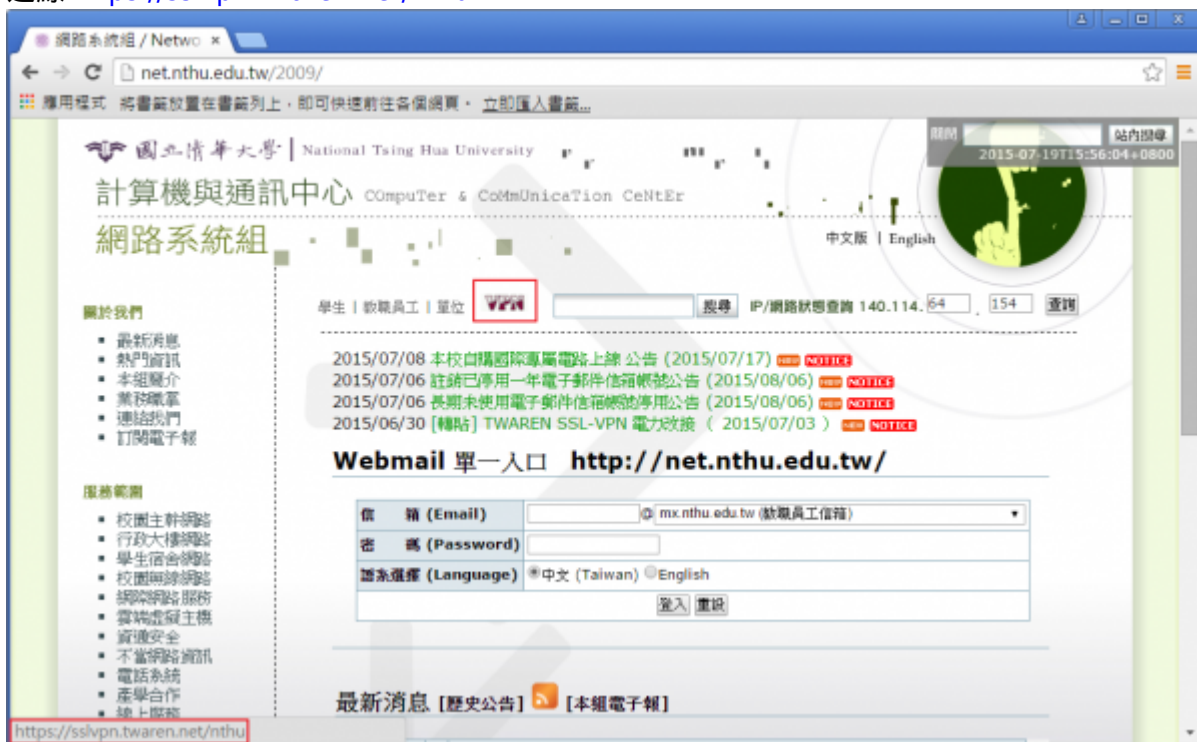 網路系統組 / Netwo ×
net.nthu.edu.tw/2009/
應用程式 將書籤放置在書籤列上，即可快速前往各個網頁。 立即匯入書籤...
國立清華大學 National Tsing Hua University
關閉 站內搜尋
2015-07-19T15:56:04+0800
計算機與通訊中心 COmpuTer & CoMmUnicaTion CeNtEr
網路系統組
中文版 | English
學生 | 教職員工 | 單位 VPN 搜尋 IP/網路狀態查詢 140.114. 64 . 154 查詢
關於我們
最新消息
熱門資訊
本組簡介
業務職掌
連絡我們
訂閱電子報
2015/07/08 本校自購國際專屬電路上線 公告 (2015/07/17) NEW NOTICE
2015/07/06 註銷已停用一年電子郵件信箱帳號公告 (2015/08/06) NEW NOTICE
2015/07/06 長期未使用電子郵件信箱帳號停用公告 (2015/08/06) NEW NOTICE
2015/06/30 [轉貼] TWAREN SSL-VPN 電力改接 ( 2015/07/03 ) NEW NOTICE
Webmail 單一入口 http://net.nthu.edu.tw/
信 箱 (Email) @ mx.nthu.edu.tw (教職員工信箱)
密 碼 (Password)
語系選擇 (Language) 中文 (Taiwan) English
登入 重設
服務範圍
校園主幹網路
行政大樓網路
學生宿舍網路
校園無線網路
網際網路服務
雲端虛擬主機
資通安全
不當網路資訊
電話系統
產學合作
線上服務
最新消息 [歷史公告] [本組電子報]
https://sslvpn.twaren.net/nthu